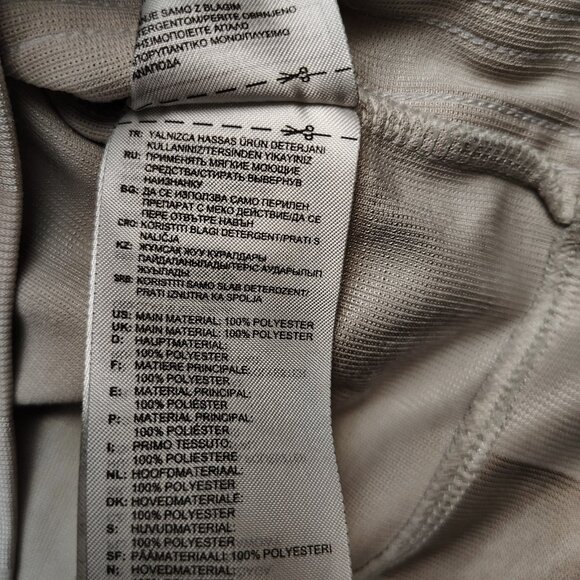 NJE SAMO Z BLAGIM
DETERGENTOM/PERITE OBRNJENO
ΧΡΗΣΙΜΟΠΟΙΕΙΤΕ ΑΠΑΛΟ
ΑΠΟΡΥΠΑΝΤΙΚΟ ΜΟΝΟ/ΠΛΥΣΙΜΟ
ΑΝΑΠΟΔΑ
TR: YALNIZCA HASSAS ÜRÜN DETERJANI
KULLANINIZ/TERSİNDEN YIKAYINIZ
RU: ПРИМЕНЯТЬ МЯГКИЕ МОЮЩИЕ
СРЕДСТВА/СТИРАТЬ ВЫВЕРНУВ
НАИЗНАНКУ
BG: ДА СЕ ИЗПОЛЗВА САМО ПЕРИЛЕН
ПРЕПАРАТ С МЕКО ДЕЙСТВИЕ/ДА СЕ
ПЕРЕ ОТВЪТРЕ НАВЪН
CRO: KORISTITI BLAGI DETERGENT/PRATI S
NALIČJA
KZ: ЖҰМСАҚ ЖУУ ҚҰРАЛДАРЫ
ПАЙДАЛАНЫЛАДЫ/ТЕРІС АУДАРЫЛЫП
ЖУЫЛАДЫ
SRB: KORISTITI SAMO SLAB DETERDZENT/
PRATI IZNUTRA KA SPOLJA
US: MAIN MATERIAL: 100% POLYESTER
UK: MAIN MATERIAL: 100% POLYESTER
D: HAUPTMATERIAL:
100% POLYESTER
F: MATIERE PRINCIPALE:
100% POLYESTER
E: MATERIAL PRINCIPAL:
100% POLIÉSTER
P: MATERIAL PRINCIPAL:
100% POLIÉSTER
I: PRIMO TESSUTO:
100% POLIESTERE
NL: HOOFDMATERIAAL:
100% POLYESTER
DK: HOVEDMATERIALE:
100% POLYESTER
S: HUVUDMATERIAL:
100% POLYESTER
SF: PÄÄMATERIAALI: 100% POLYESTERI
N: HOVEDMATERIALE: